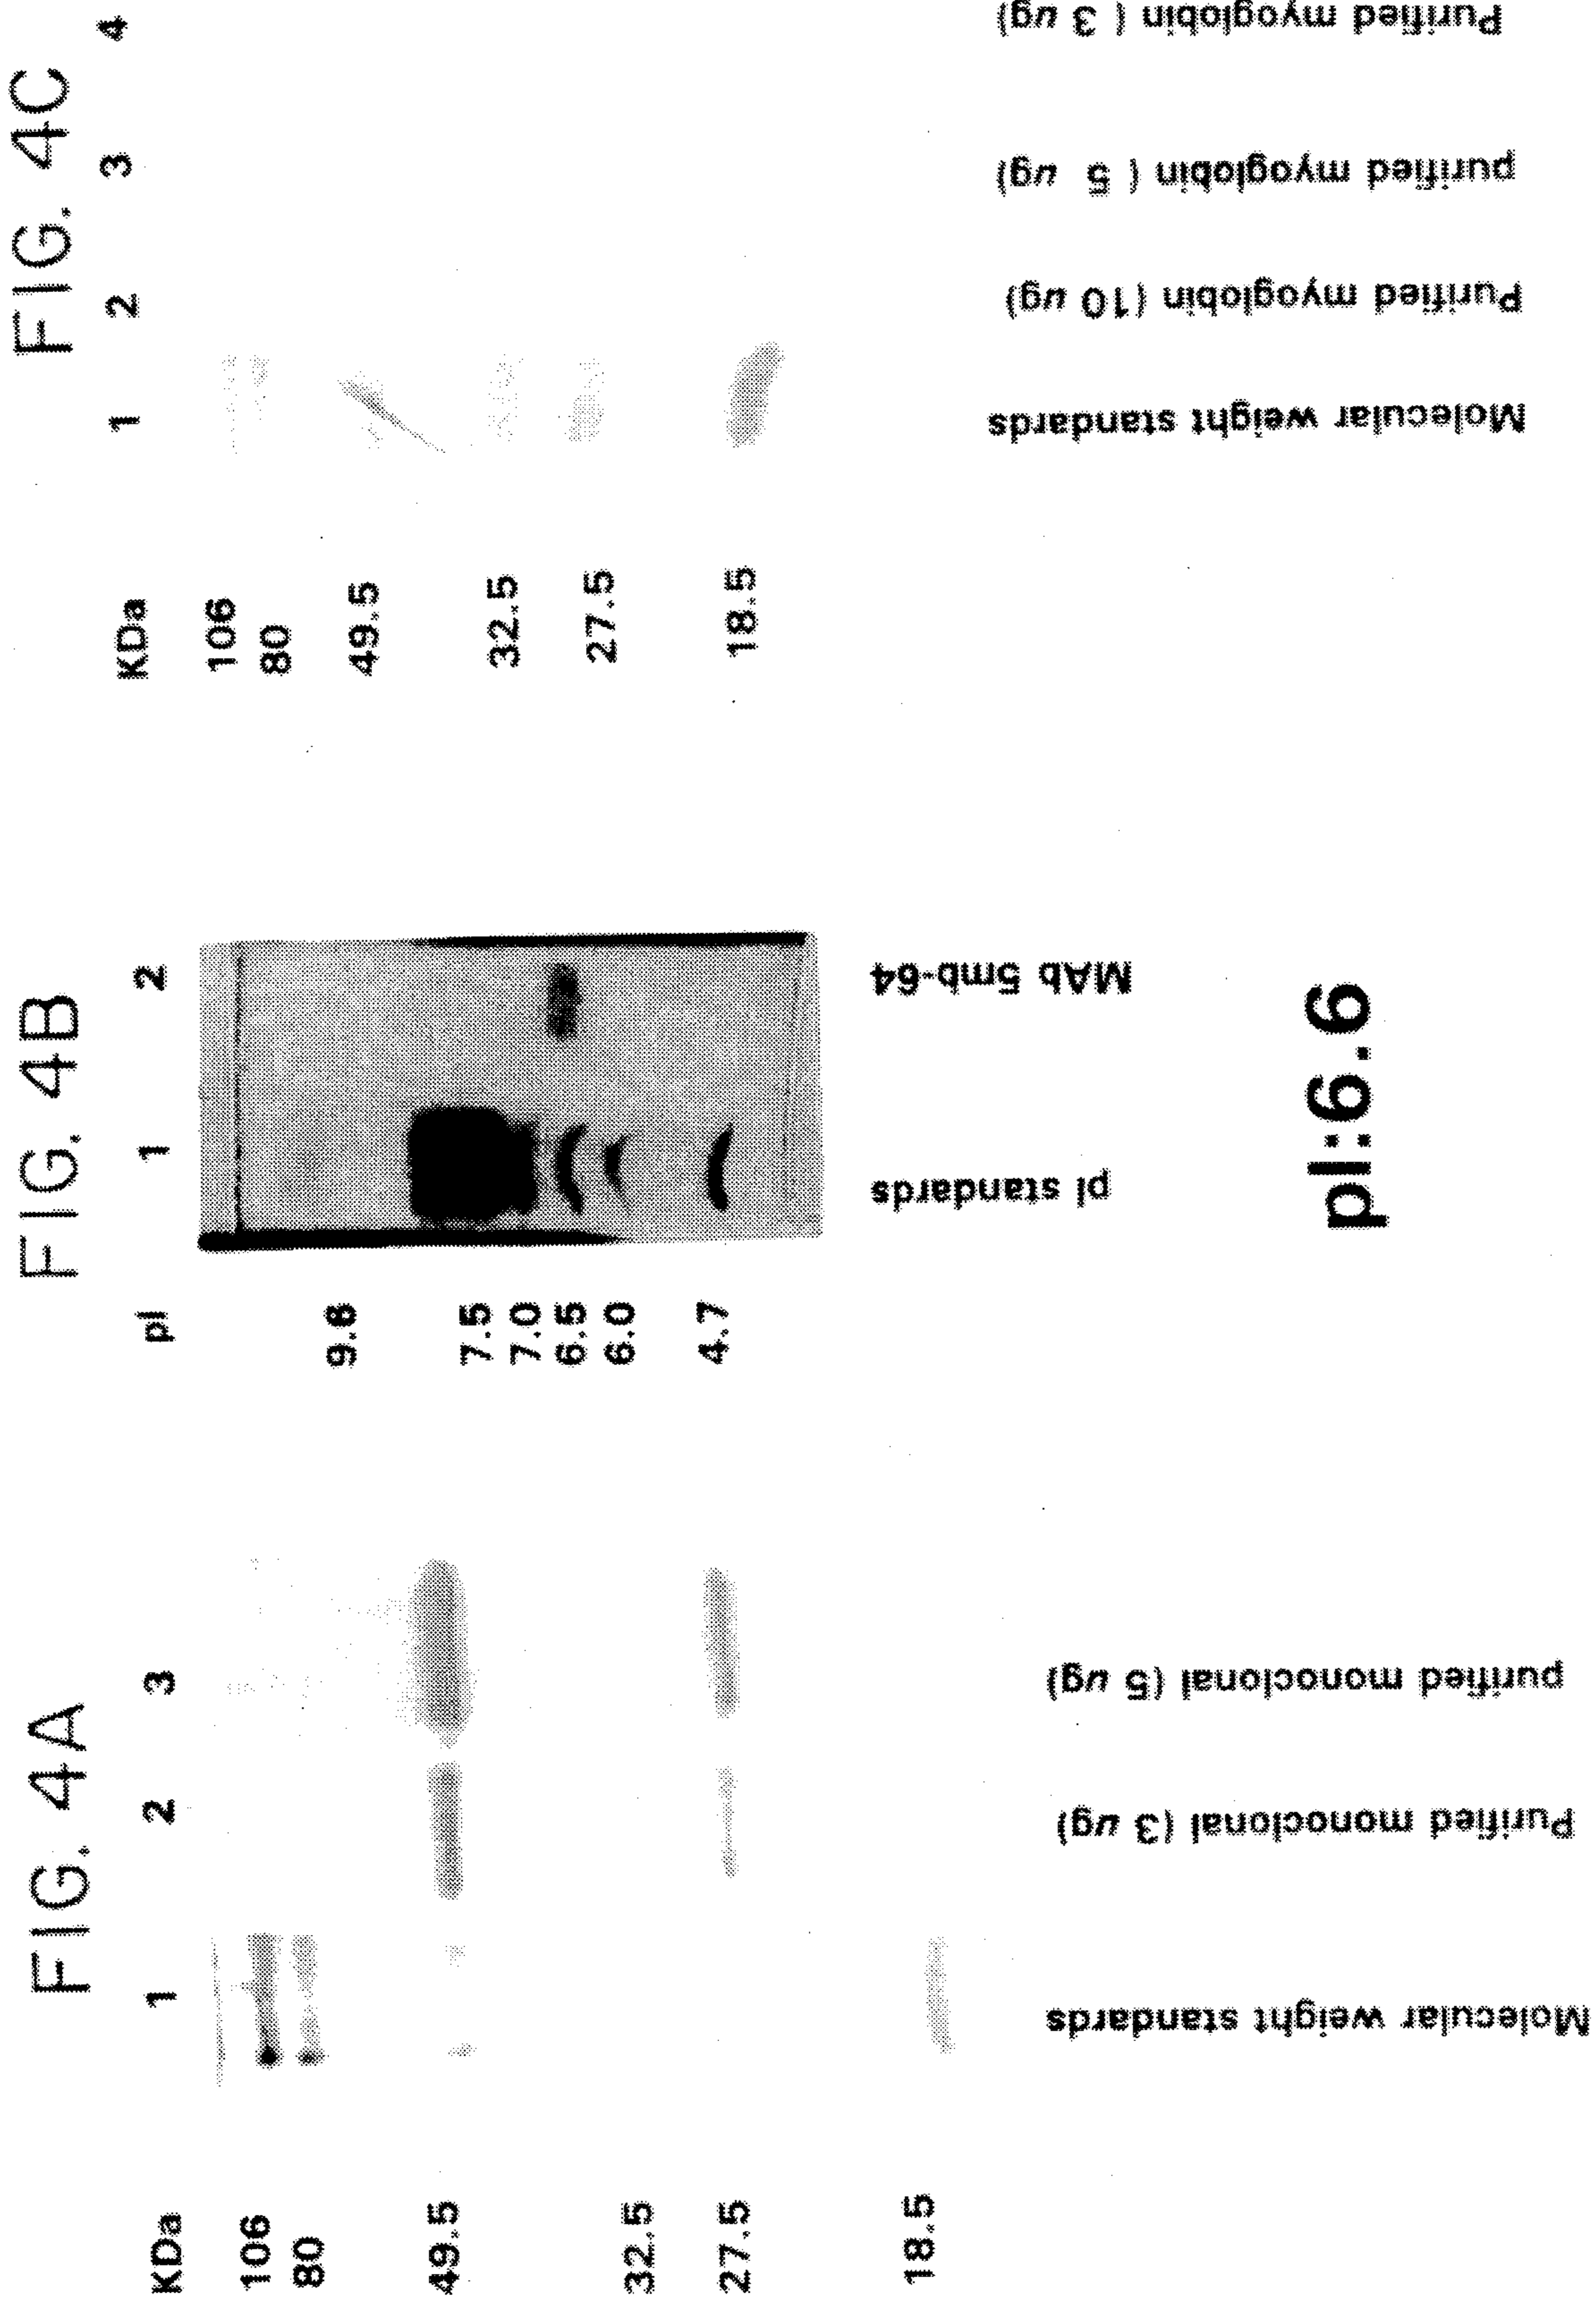 FIG. 4A
1
2
3
KDa
106
80
49.5
32.5
27.5
18.5
Molecular weight standards
Purified monoclonal (3 ug)
purified monoclonal (5 ug)
FIG. 4B
1
2
pI
9.6
7.5
7.0
6.5
6.0
4.7
pI standards
MAb 5mb-64
pI:6.6
FIG. 4C
1
2
3
4
KDa
106
80
49.5
32.5
27.5
18.5
Molecular weight standards
Purified myoglobin (10 ug)
purified myoglobin ( 5 ug)
Purified myoglobin ( 3 ug)